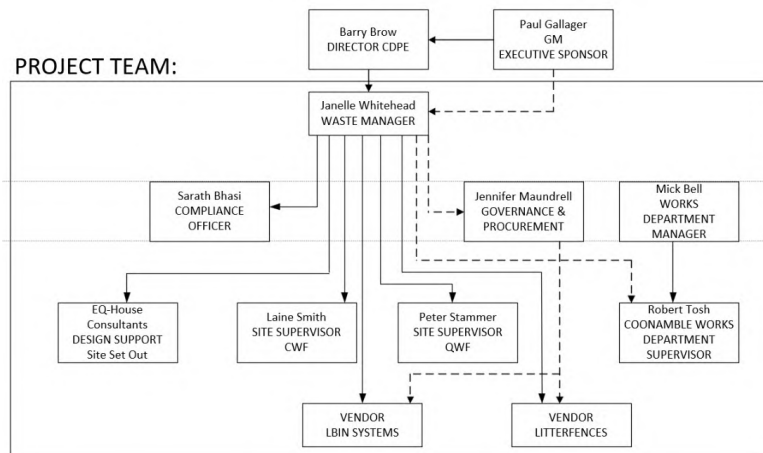 Barry Brow
DIRECTOR CDPE
Paul Gallager
GM
EXECUTIVE SPONSOR
PROJECT TEAM:
Janelle Whitehead
WASTE MANAGER
Sarath Bhasi
COMPLIANCE
OFFICER
Jennifer Maundrell
GOVERNANCE &
PROCUREMENT
Mick Bell
WORKS
DEPARTMENT
MANAGER
EQ-House
Consultants
DESIGN SUPPORT
Site Set Out
Laine Smith
SITE SUPERVISOR
CWF
Peter Stammer
SITE SUPERVISOR
QWF
Robert Tosh
COONAMBLE WORKS
DEPARTMENT
SUPERVISOR
VENDOR
LBIN SYSTEMS
VENDOR
LITTERFENCES